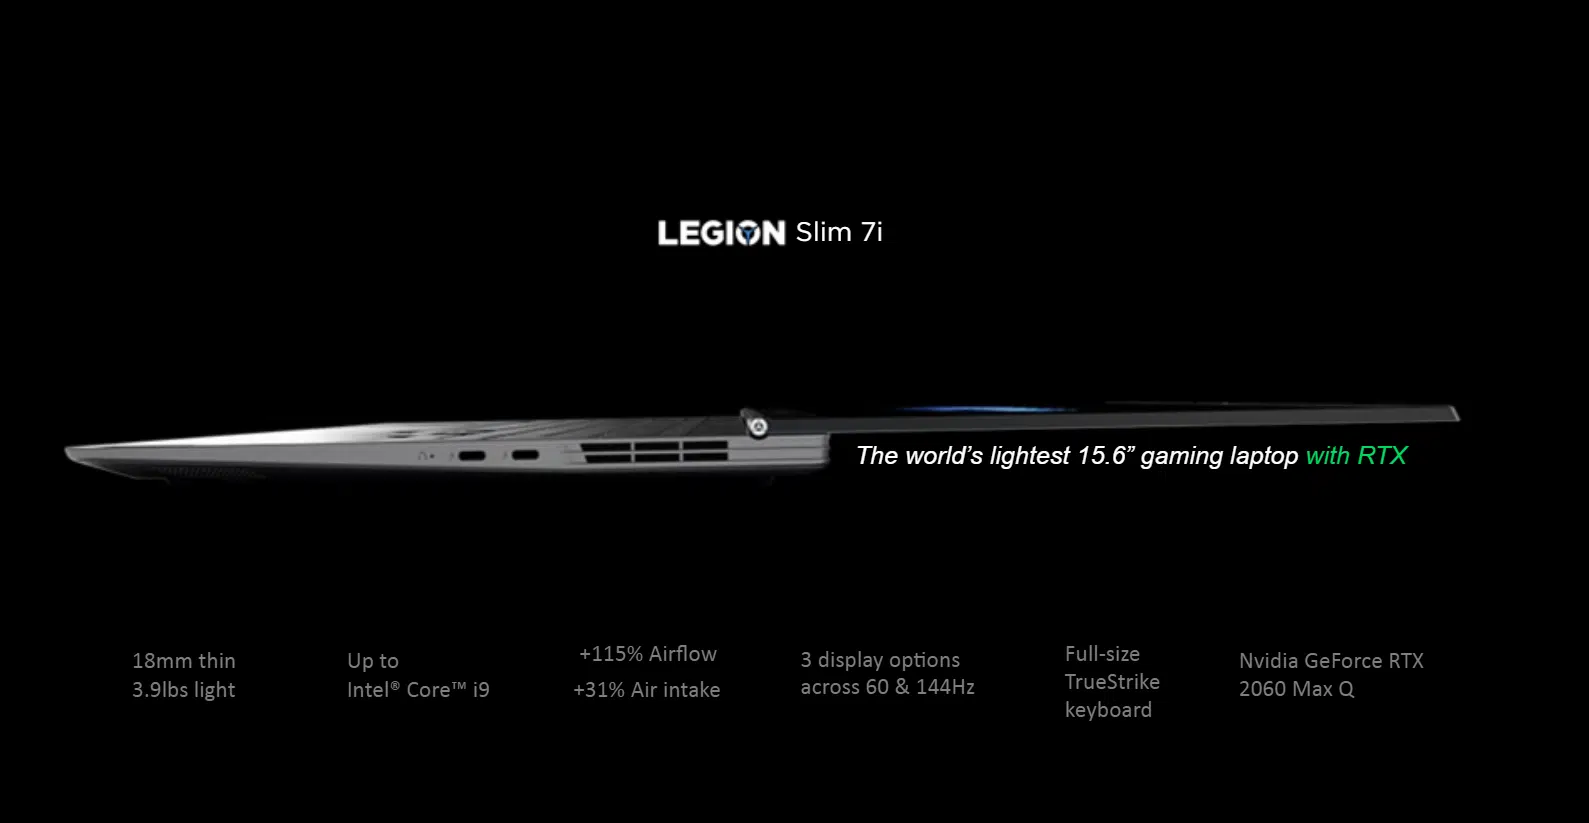 LEGION Slim 7i
The world’s lightest 15.6” gaming laptop with RTX
18mm thin
3.9lbs light
Up to
Intel® Core™ i9
+115% Airflow
+31% Air intake
3 display options
across 60 & 144Hz
Full-size
TrueStrike
keyboard
Nvidia GeForce RTX
2060 Max Q